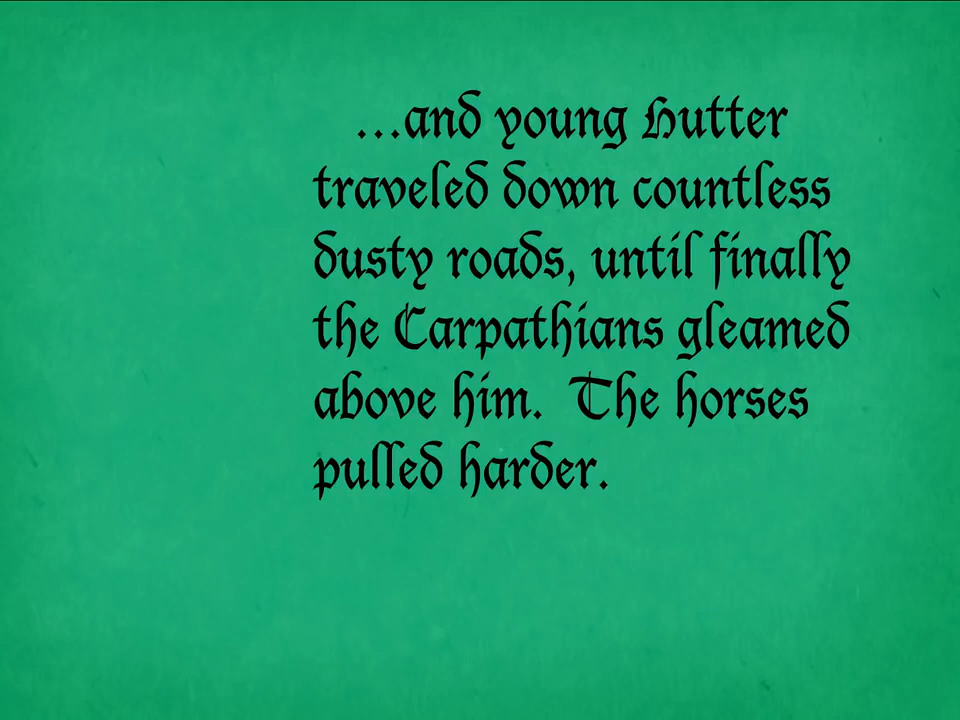 ...and young Hutter
traveled down countless
dusty roads, until finally
the Carpathians gleamed
above him.  The horses
pulled harder.